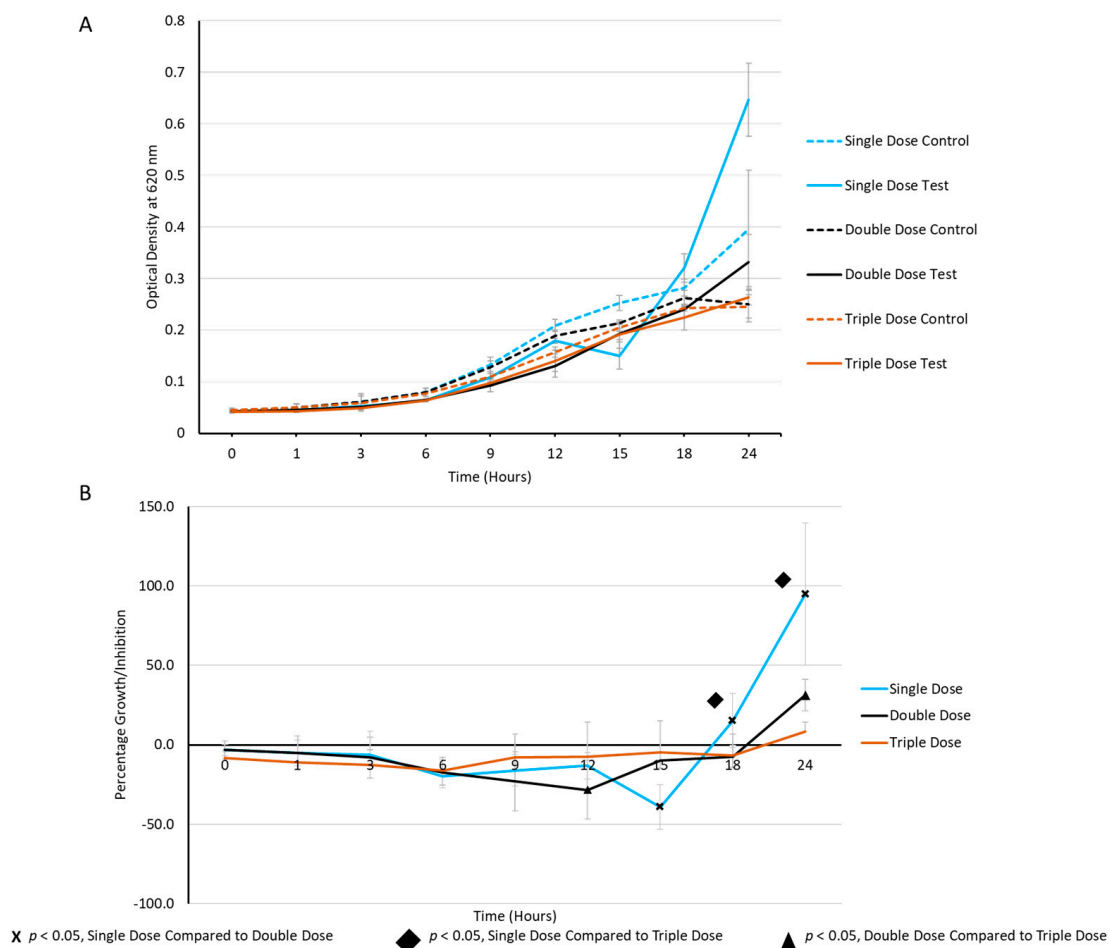 A
0.8
0.7
0.6
0.5
0.4
0.3
0.2
0.1
0
Optical Density at 620 nm
0 1 3 6 9 12 15 18 24
Time (Hours)
Single Dose Control
Single Dose Test
Double Dose Control
Double Dose Test
Triple Dose Control
Triple Dose Test
B
150.0
100.0
50.0
0.0
-50.0
-100.0
Percentage Growth/Inhibition
0 1 3 6 9 12 15 18 24
Time (Hours)
Single Dose
Double Dose
Triple Dose
X p < 0.05, Single Dose Compared to Double Dose
p < 0.05, Single Dose Compared to Triple Dose
p < 0.05, Double Dose Compared to Triple Dose